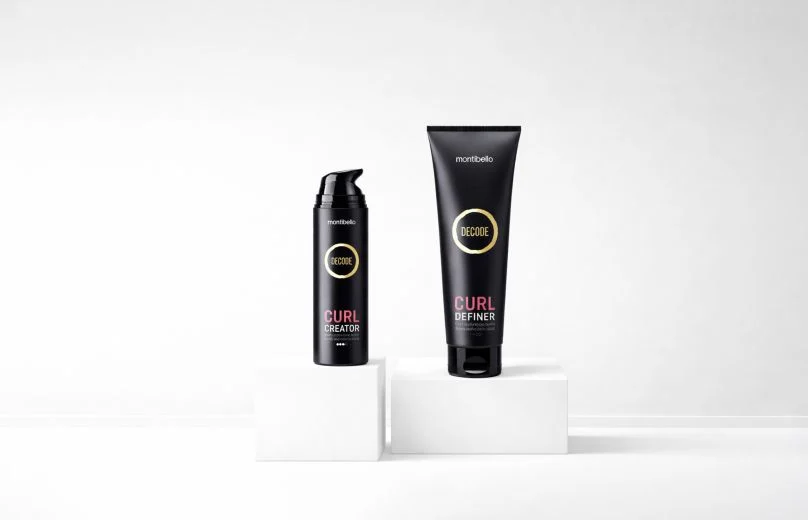 montibello
DECODE
CURL
CREATOR
montibello
DECODE
CURL
DEFINER